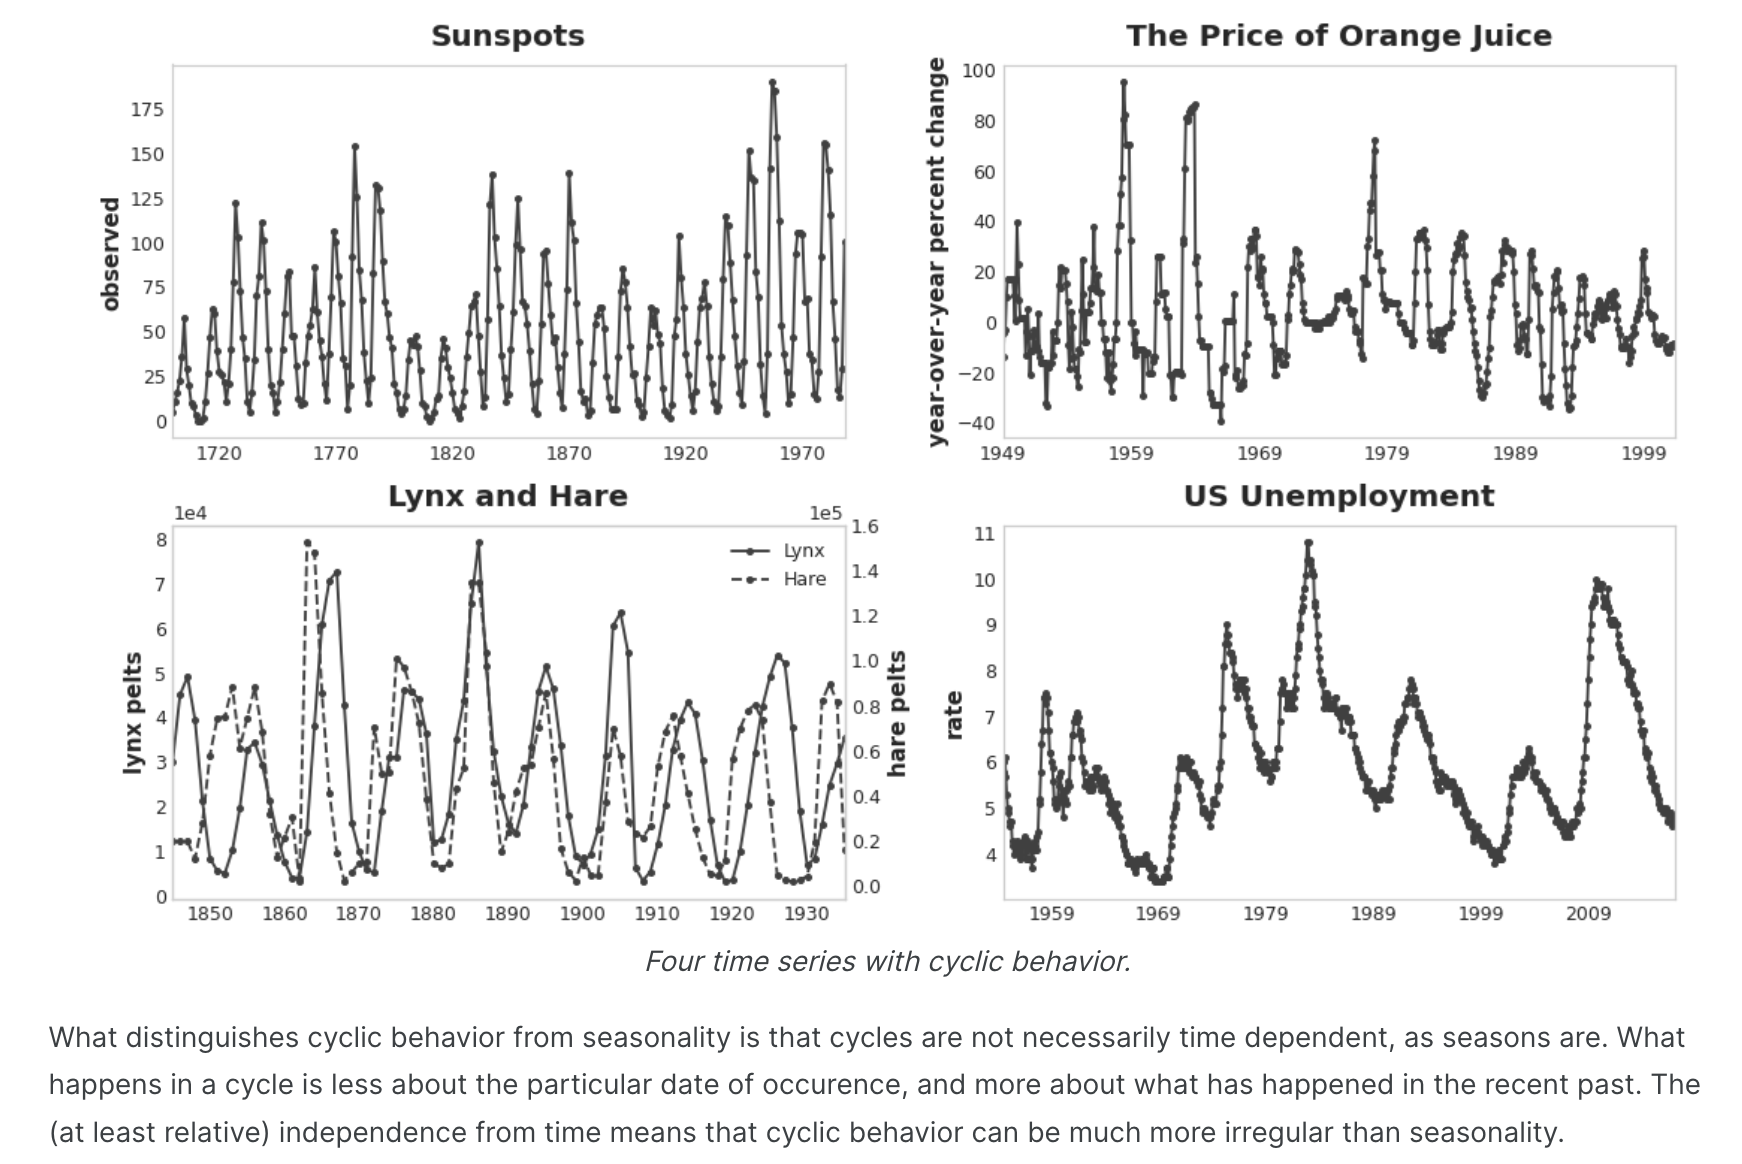 Sunspots
observed
175
150
125
100
75
50
25
0
1720 1770 1820 1870 1920 1970
The Price of Orange Juice
year-over-year percent change
100
80
60
40
20
0
−20
−40
1949 1959 1969 1979 1989 1999
Lynx and Hare
1e4
1e5
lynx pelts
8
7
6
5
4
3
2
1
0
Lynx
Hare
1.6
1.4
1.2
1.0
0.8
0.6
0.4
0.2
0.0
hare pelts
1850 1860 1870 1880 1890 1900 1910 1920 1930
US Unemployment
rate
11
10
9
8
7
6
5
4
1959 1969 1979 1989 1999 2009
Four time series with cyclic behavior.
What distinguishes cyclic behavior from seasonality is that cycles are not necessarily time dependent, as seasons are. What
happens in a cycle is less about the particular date of occurence, and more about what has happened in the recent past. The
(at least relative) independence from time means that cyclic behavior can be much more irregular than seasonality.